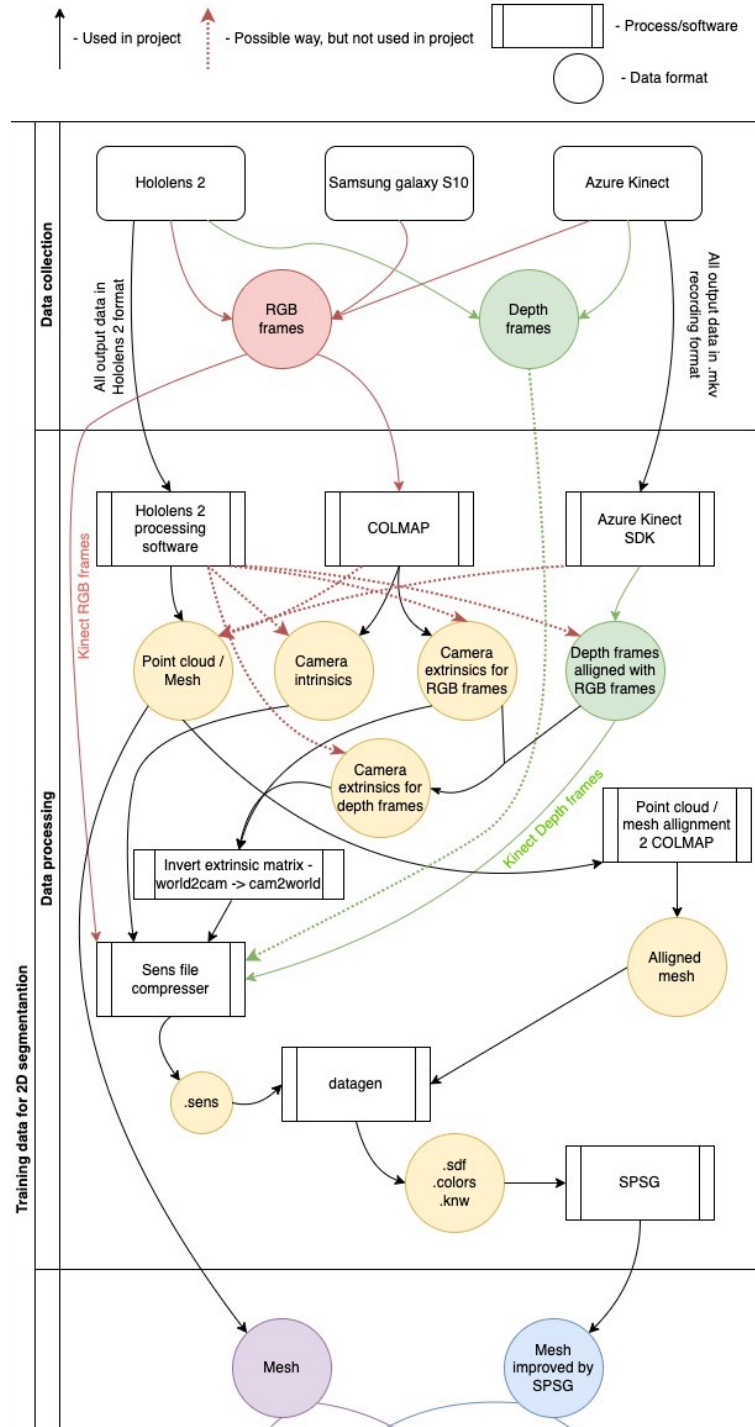 - Used in project
- Possible way, but not used in project
- Process/software
- Data format
Data collection
Hololens 2
Samsung galaxy S10
Azure Kinect
All output data in
Hololens 2 format
RGB
frames
Depth
frames
All output data in .mkv
recording format
Training data for 2D segmentantion
Data processing
Hololens 2
processing
software
COLMAP
Azure Kinect
SDK
Kinect RGB frames
Point cloud /
Mesh
Camera
intrinsics
Camera
extrinsics for
RGB frames
Depth frames
alligned with
RGB frames
Camera
extrinsics for
depth frames
Kinect Depth frames
Point cloud /
mesh allignment
2 COLMAP
Invert extrinsic matrix -
world2cam -> cam2world
Sens file
compresser
Alligned
mesh
.sens
datagen
.sdf
.colors
.knw
SPSG
Mesh
Mesh
improved by
SPSG